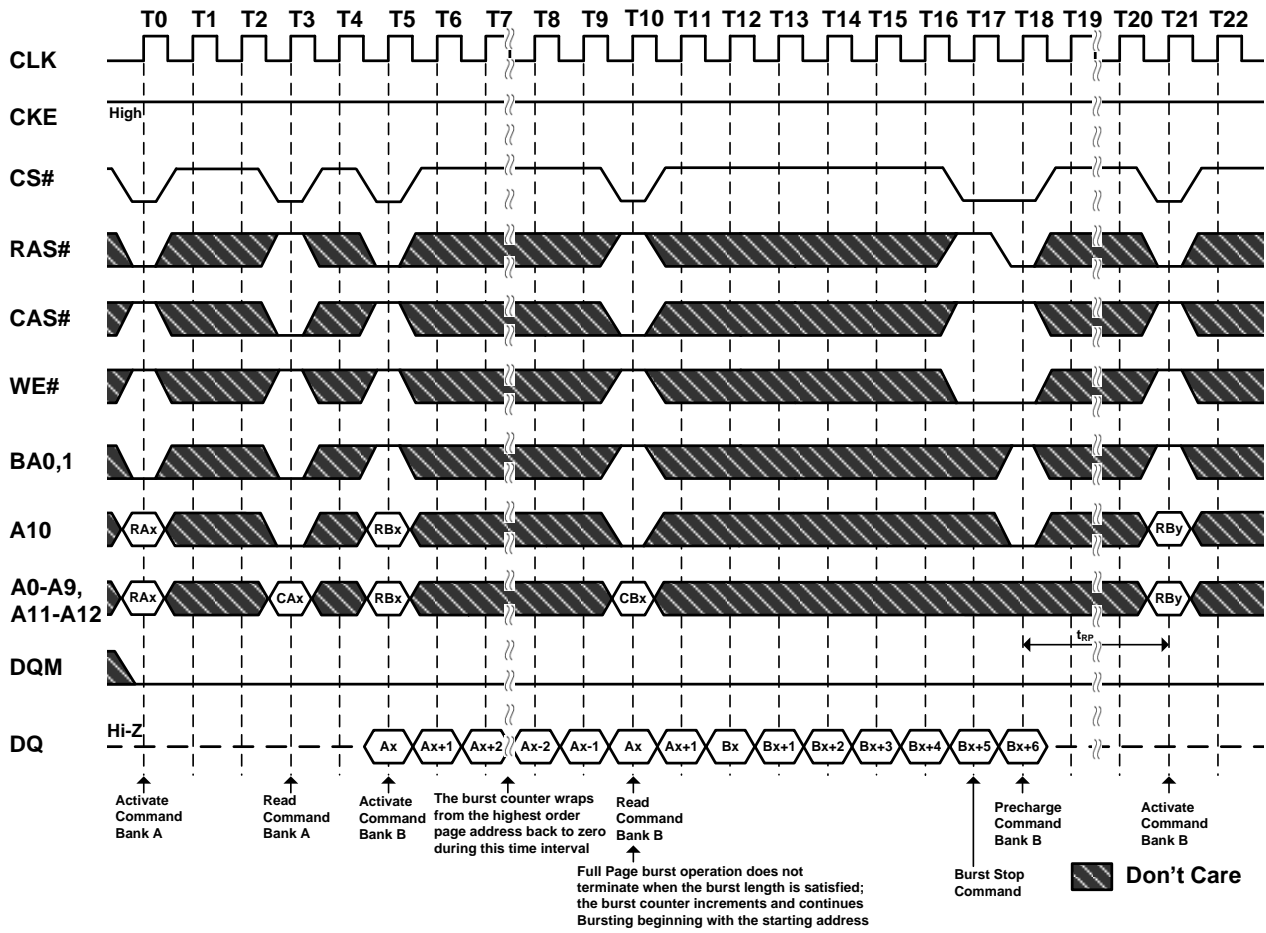 T0 T1 T2 T3 T4 T5 T6 T7 T8 T9 T10 T11 T12 T13 T14 T15 T16 T17 T18 T19 T20 T21 T22
CLK
CKE
High
CS#
RAS#
CAS#
WE#
BA0,1
A10
RAx RBx RBy
A0-A9,
A11-A12
RAx CAx RBx CBx RBy
tRP
DQM
DQ
Hi-Z
Ax Ax+1 Ax+2 Ax-2 Ax-1 Ax Ax+1 Bx Bx+1 Bx+2 Bx+3 Bx+4 Bx+5 Bx+6
Activate
Command
Bank A
Read
Command
Bank A
Activate
Command
Bank B
The burst counter wraps
from the highest order
page address back to zero
during this time interval
Read
Command
Bank B
Full Page burst operation does not
terminate when the burst length is satisfied;
the burst counter increments and continues
Bursting beginning with the starting address
Burst Stop
Command
Precharge
Command
Bank B
Activate
Command
Bank B
Don't Care